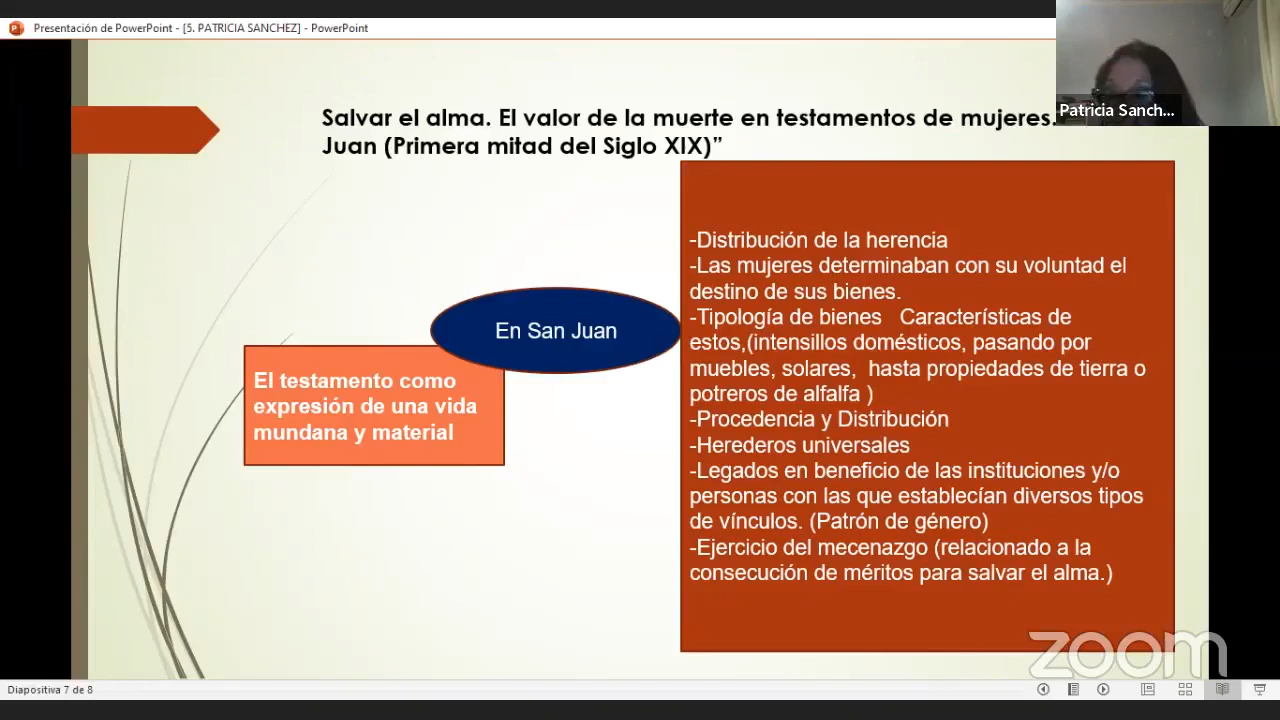 Presentación de PowerPoint - [5. PATRICIA SANCHEZ] - PowerPoint
Patricia Sanch...
Salvar el alma. El valor de la muerte en testamentos de mujeres.
Juan (Primera mitad del Siglo XIX)”
-Distribución de la herencia
-Las mujeres determinaban con su voluntad el
destino de sus bienes.
-Tipología de bienes Características de
estos,(intensillos domésticos, pasando por
muebles, solares, hasta propiedades de tierra o
potreros de alfalfa )
-Procedencia y Distribución
-Herederos universales
-Legados en beneficio de las instituciones y/o
personas con las que establecían diversos tipos
de vínculos. (Patrón de género)
-Ejercicio del mecenazgo (relacionado a la
consecución de méritos para salvar el alma.)
En San Juan
El testamento como
expresión de una vida
mundana y material
zoom
Diapositiva 7 de 8